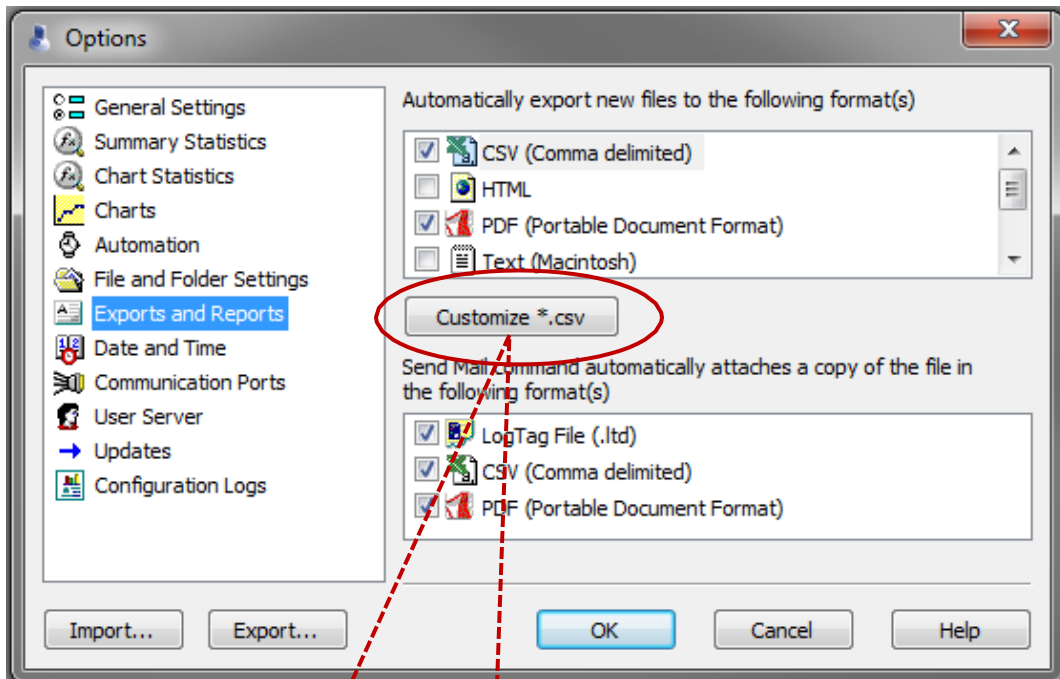 Options
General Settings
Summary Statistics
Chart Statistics
Charts
Automation
File and Folder Settings
Exports and Reports
Date and Time
Communication Ports
User Server
Updates
Configuration Logs
Automatically export new files to the following format(s)
CSV (Comma delimited)
HTML
PDF (Portable Document Format)
Text (Macintosh)
Customize *.csv
Send Mail command automatically attaches a copy of the file in
the following format(s)
LogTag File (.ltd)
CSV (Comma delimited)
PDF (Portable Document Format)
Import...
Export...
OK
Cancel
Help